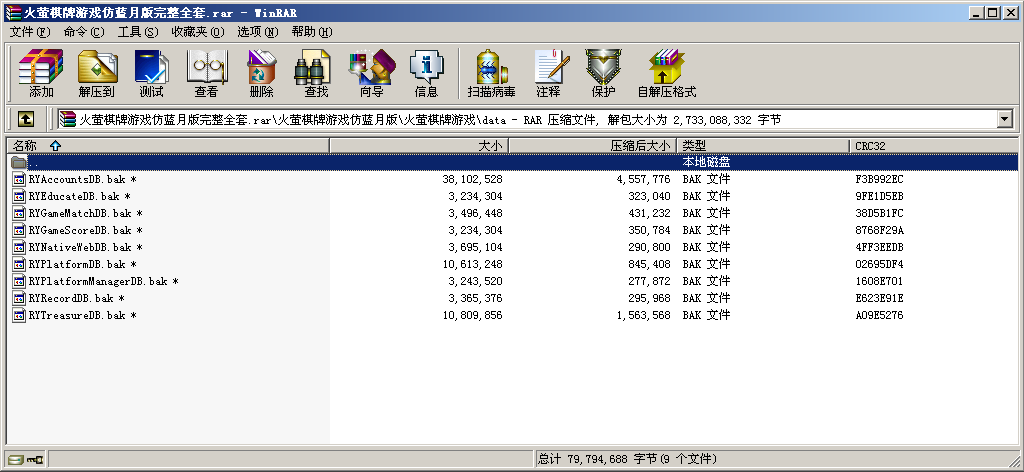 火萤棋牌游戏仿蓝月版完整全套.rar - WinRAR
文件(F) 命令(C) 工具(S) 收藏夹(O) 选项(N) 帮助(H)
添加 解压到 测试 查看 删除 查找 向导 信息 扫描病毒 注释 保护 自解压格式
火萤棋牌游戏仿蓝月版完整全套.rar\火萤棋牌游戏仿蓝月版\火萤棋牌游戏\data - RAR 压缩文件, 解包大小为 2,733,088,332 字节
名称 大小 压缩后大小 类型 CRC32
.. 本地磁盘
RYAccountsDB.bak * 38,102,528 4,557,776 BAK 文件 F3B992EC
RYEducateDB.bak * 3,234,304 323,040 BAK 文件 9FE1D5EB
RYGameMatchDB.bak * 3,496,448 431,232 BAK 文件 38D5B1FC
RYGameScoreDB.bak * 3,234,304 350,784 BAK 文件 8768F29A
RYNativeWebDB.bak * 3,695,104 290,800 BAK 文件 4FF3EEDB
RYPlatformDB.bak * 10,613,248 845,408 BAK 文件 02695DF4
RYPlatformManagerDB.bak * 3,243,520 277,872 BAK 文件 1608E701
RYRecordDB.bak * 3,365,376 295,968 BAK 文件 E623E91E
RYTreasureDB.bak * 10,809,856 1,563,568 BAK 文件 A09E5276
总计 79,794,688 字节(9 个文件)